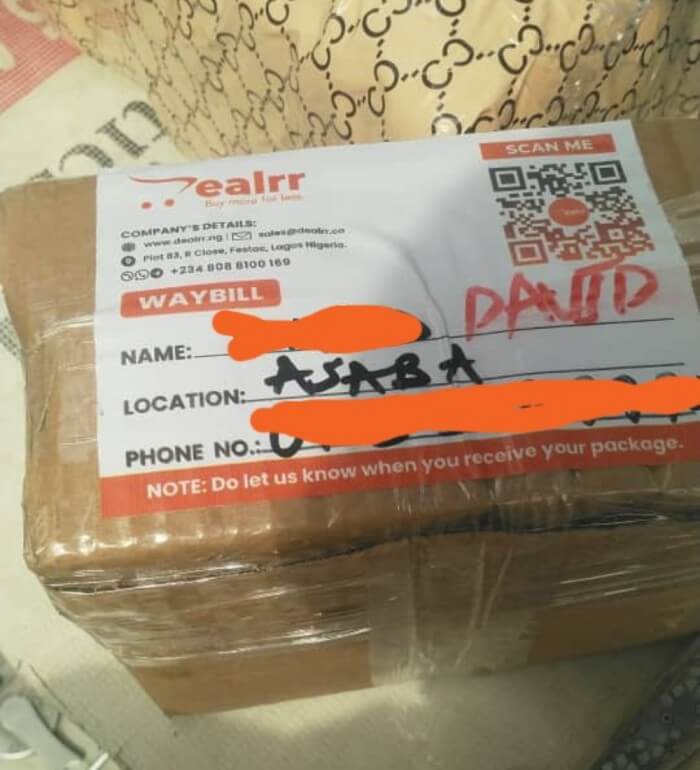 Dealrr
Buy more for less
SCAN ME
COMPANY'S DETAILS:
www.dealrr.ng | sales@dealrr.co
Plot 83, R Close, Festac, Lagos Nigeria.
+234 808 8100 169
WAYBILL
DAVID
NAME:
LOCATION: ASABA
PHONE NO.: 0
NOTE: Do let us know when you receive your package.